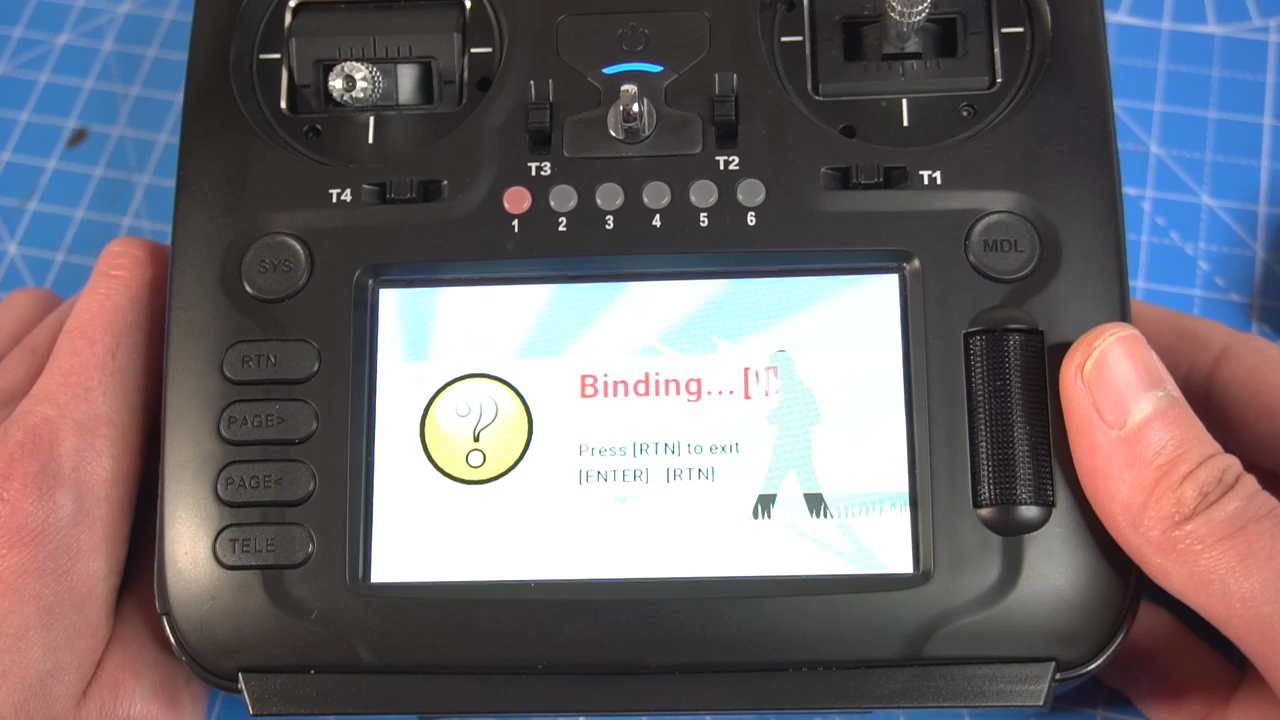 T3
T2
T4
T1
1 2 3 4 5 6
SYS
MDL
RTN
PAGE>
PAGE<
TELE
?
Binding... [\]
Press [RTN] to exit
[ENTER] [RTN]